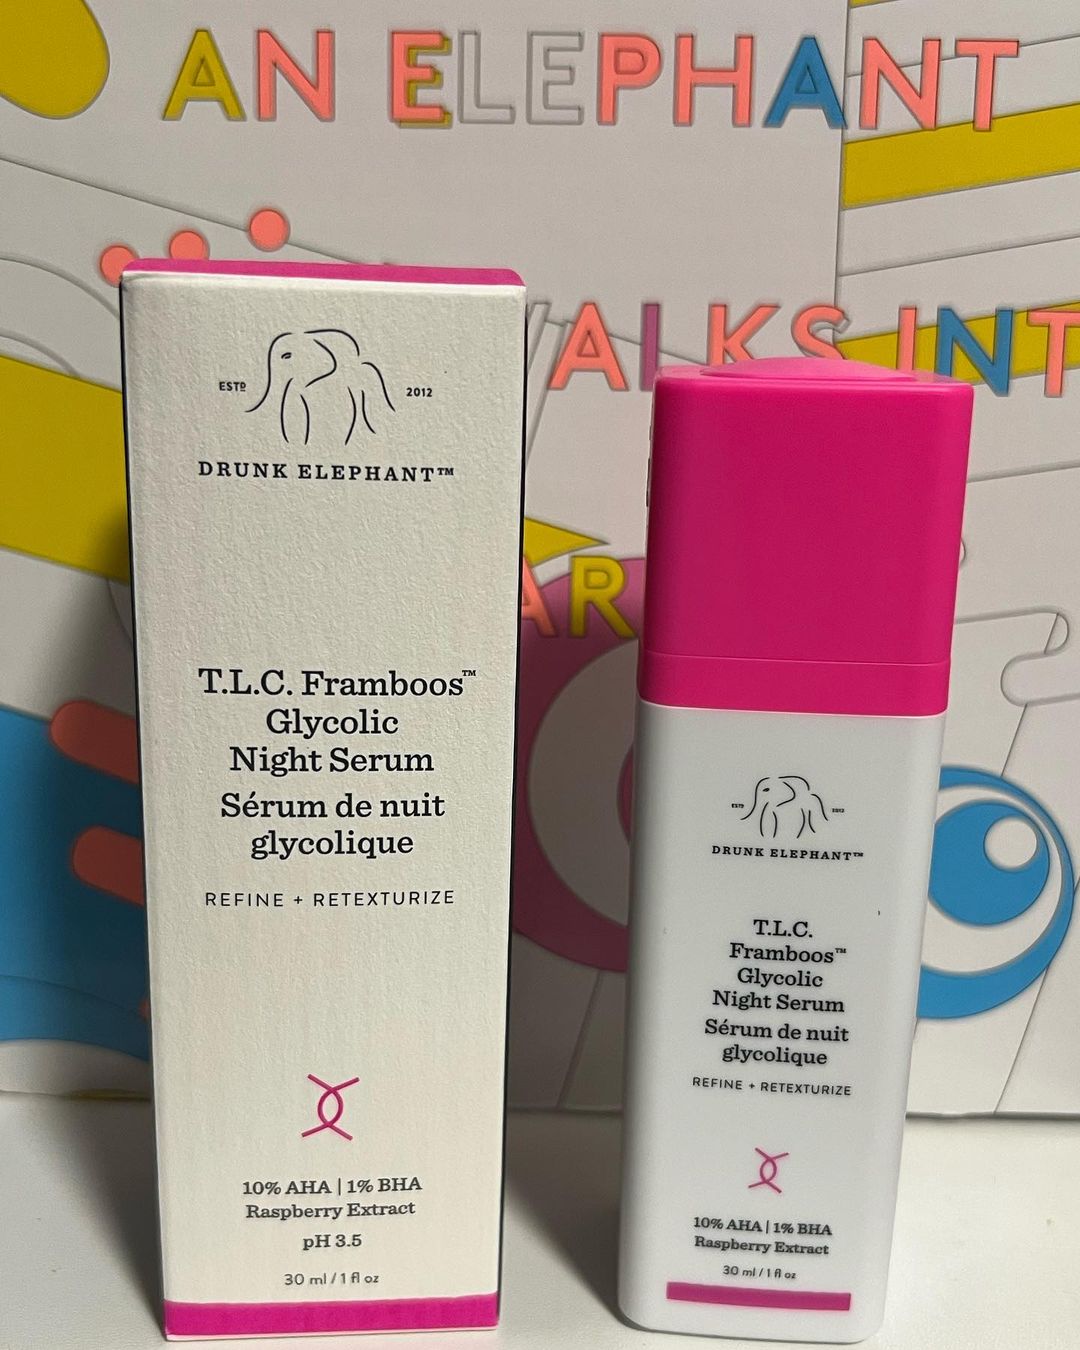 AN ELEPHANT
WALKS INT
AR
ESTD 2012
DRUNK ELEPHANT™
T.L.C. Framboos™
Glycolic
Night Serum
Sérum de nuit
glycolique
REFINE + RETEXTURIZE
10% AHA | 1% BHA
Raspberry Extract
pH 3.5
30 ml / 1 fl oz
ESTD 2012
DRUNK ELEPHANT™
T.L.C.
Framboos™
Glycolic
Night Serum
Sérum de nuit
glycolique
REFINE + RETEXTURIZE
10% AHA | 1% BHA
Raspberry Extract
30 ml / 1 fl oz